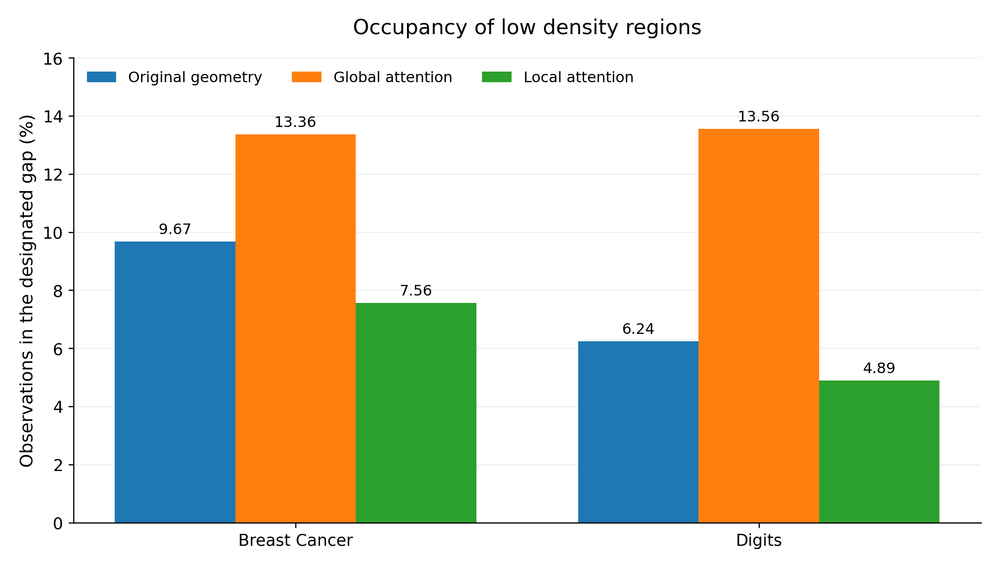 Occupancy of low density regions
Observations in the designated gap (%)
16
14
12
10
8
6
4
2
0
Original geometry
Global attention
Local attention
9.67
13.36
7.56
6.24
13.56
4.89
Breast Cancer
Digits